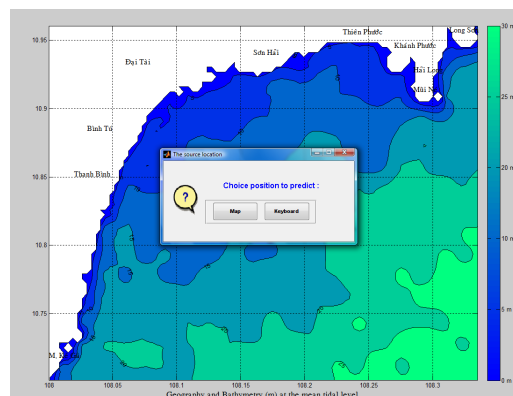 10.95
10.9
10.85
10.8
10.75
Thiên Phước
Long Sơ
Khánh Phước
Sơn Hải
Đại Tài
Hải Long
Mũi N
Bình Tú
Thanh Bình
The source location
Choice position to predict :
?
Map
Keyboard
M. K
30 m
25 m
20 m
10 m
5 m
0 m
108
108.05
108.1
108.15
108.2
108.25
108.3
Geography and Bathymetry (m) at the mean tidal level